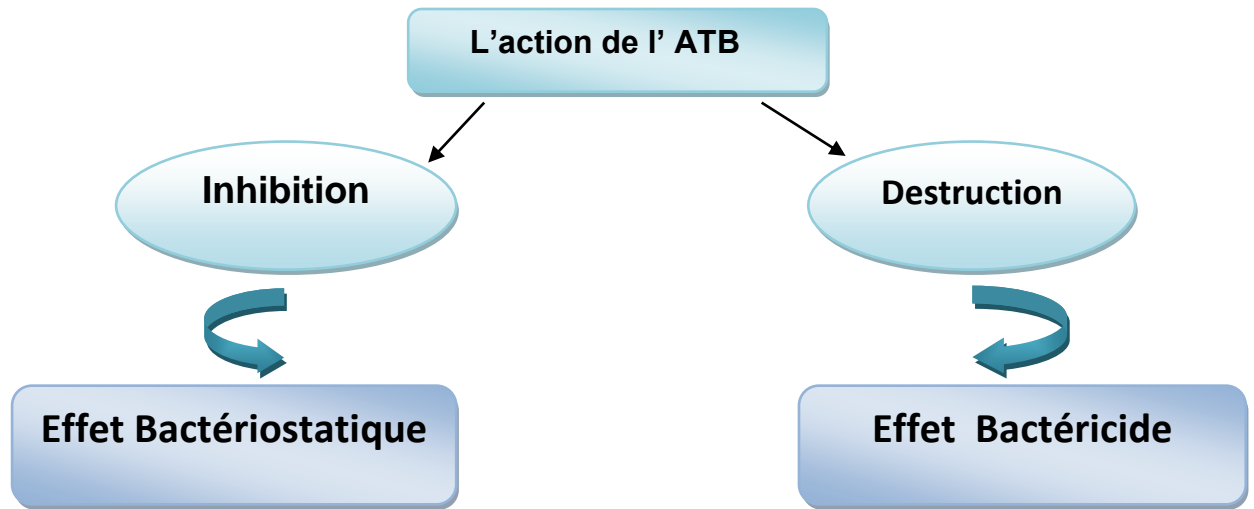 L’action de l’ ATB
Inhibition
Destruction
Effet Bactériostatique
Effet Bactéricide